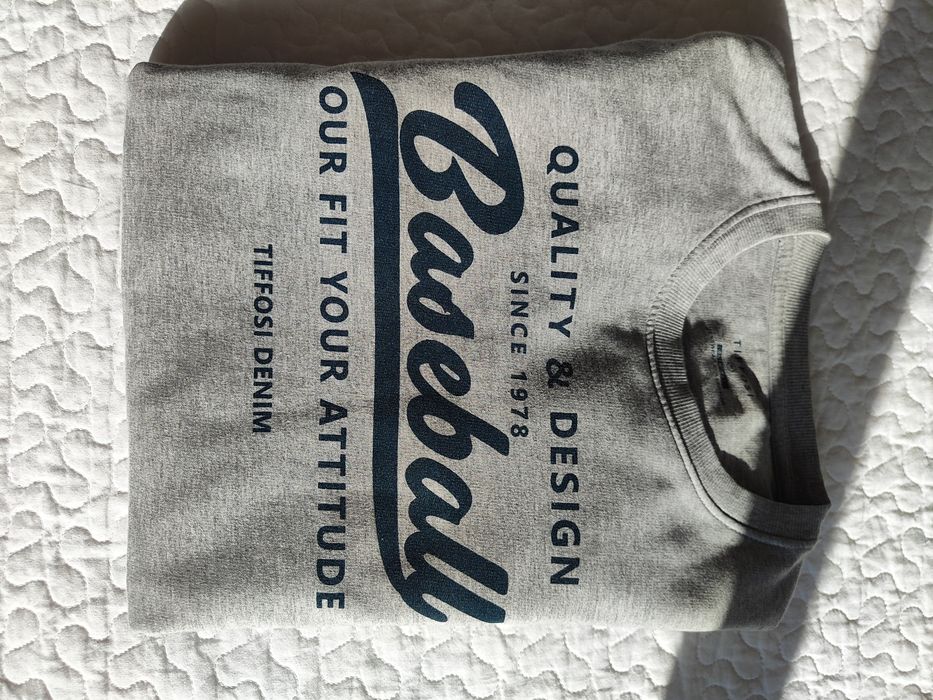 QUALITY & DESIGN
SINCE 1978
Baseball
OUR FIT YOUR ATTITUDE
TIFFOSI DENIM